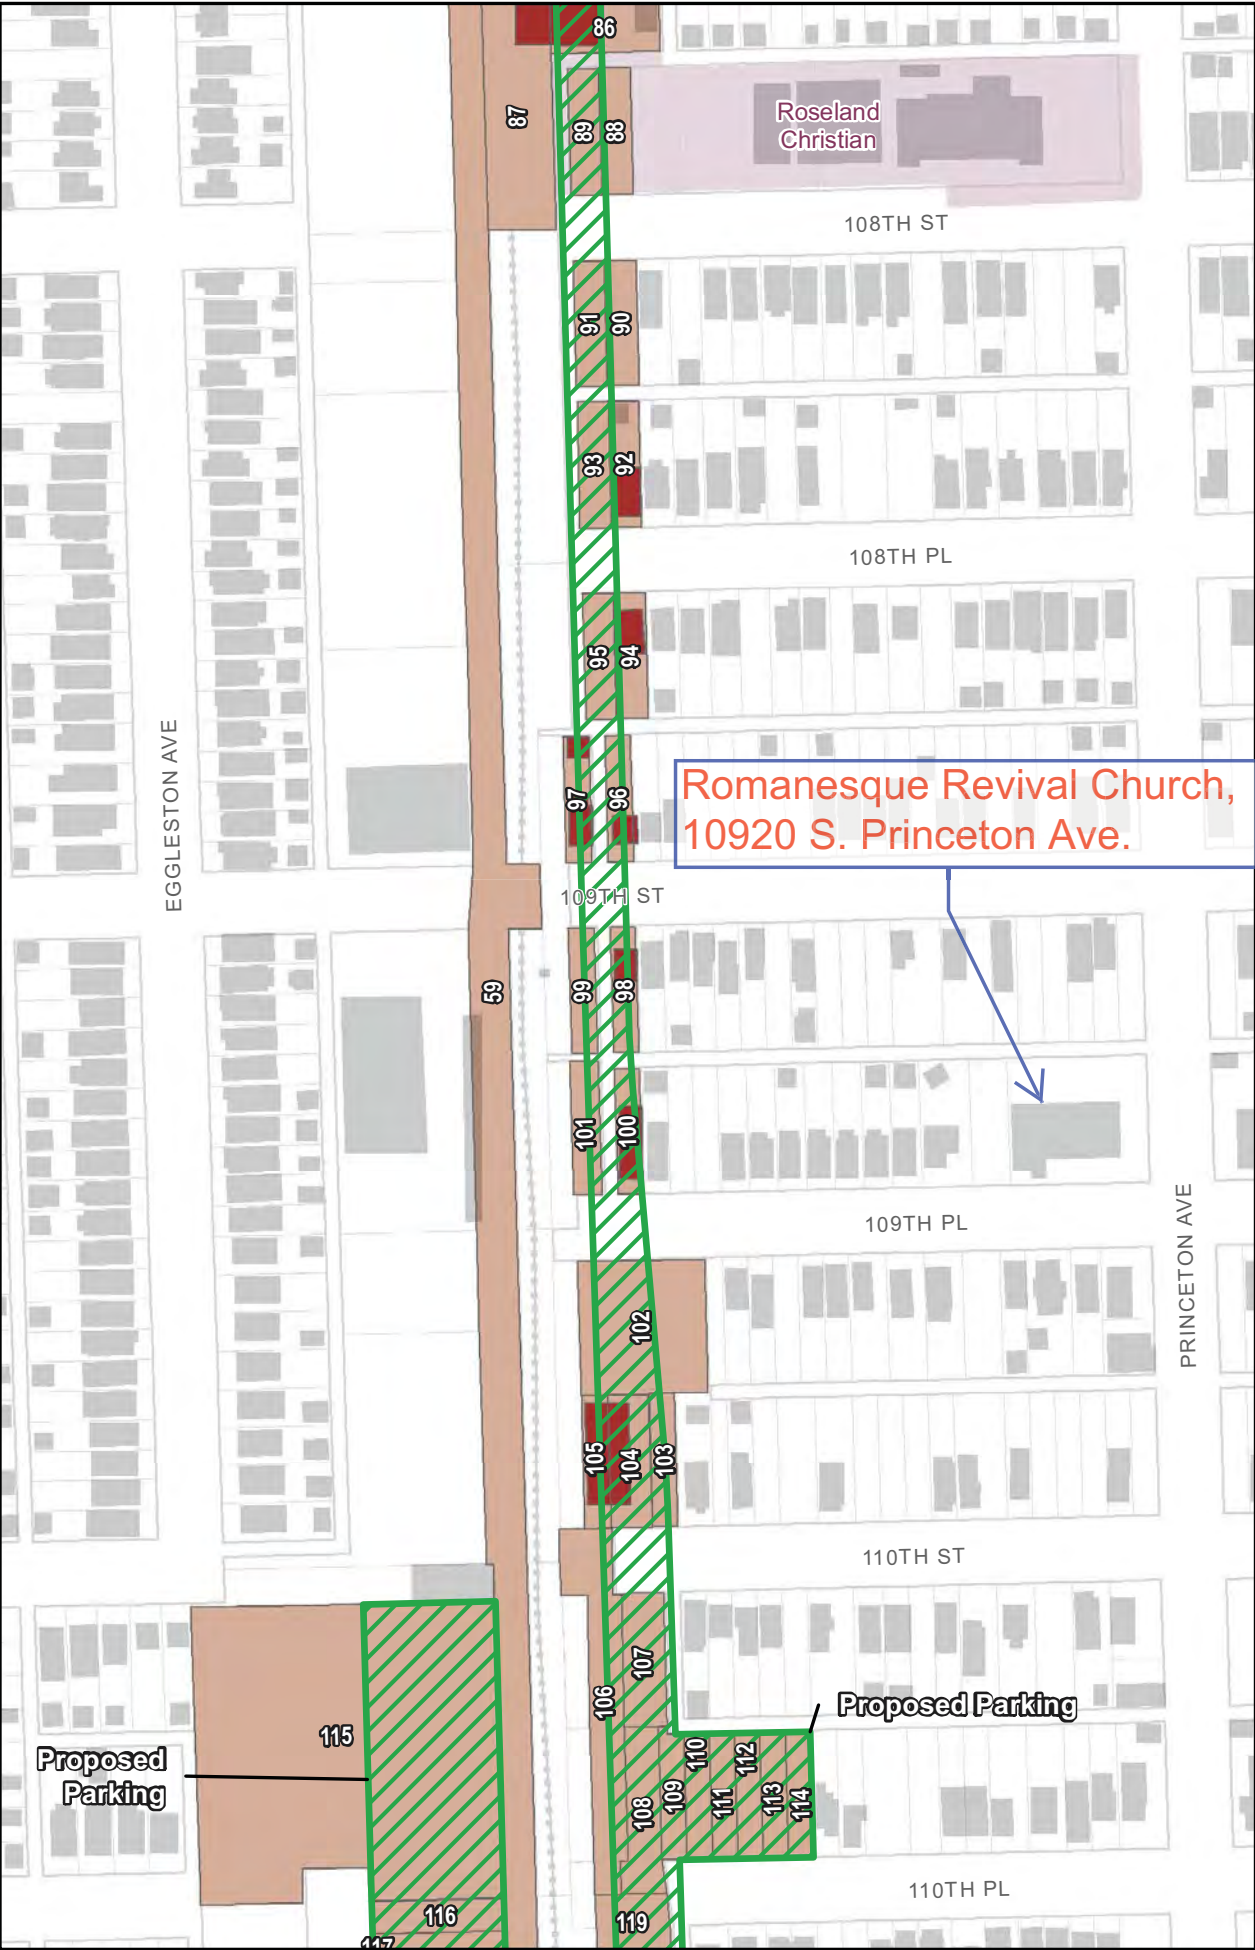 86
87
89
88
Roseland
Christian
108TH ST
91
90
93
92
108TH PL
95
94
EGGLESTON AVE
97
96
Romanesque Revival Church,
10920 S. Princeton Ave.
109TH ST
59
99
98
101
100
109TH PL
PRINCETON AVE
102
105
104
103
110TH ST
107
106
Proposed Parking
115
Proposed
Parking
110
112
108
109
111
113
114
110TH PL
116
119
117